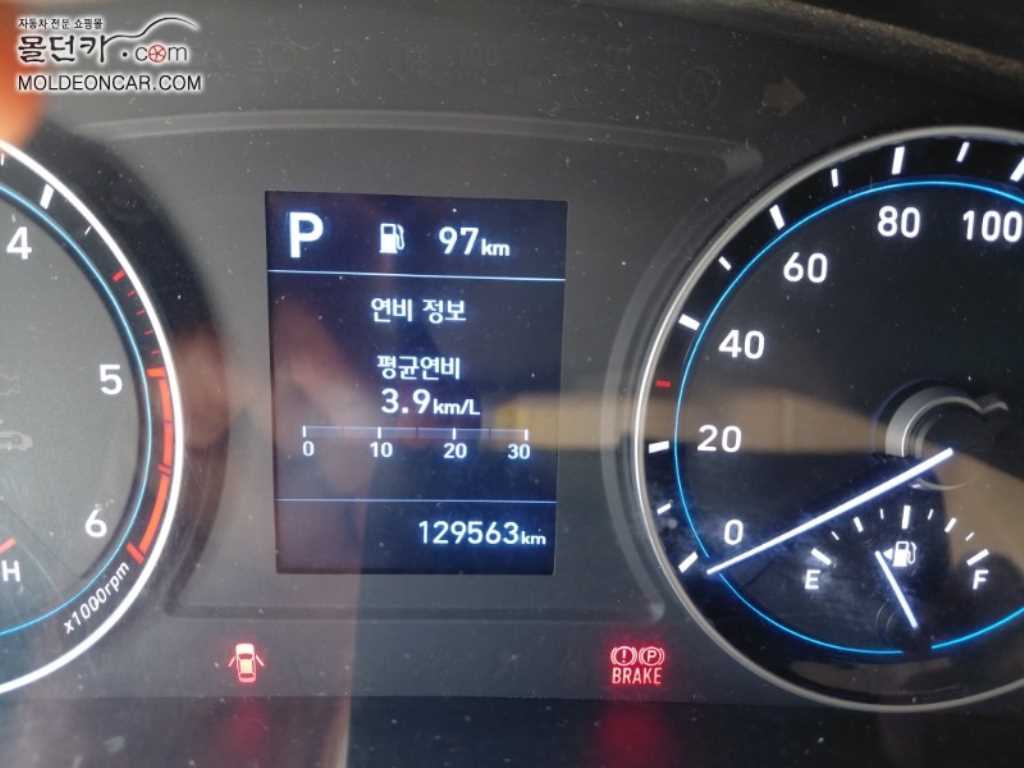 자동차 전문 쇼핑몰
몰던카.com
MOLDEONCAR.COM
P 97km
연비 정보
평균연비
3.9km/L
0 10 20 30
129563km
4
5
6
H
x1000rpm
0
20
40
60
80
100
E F
BRAKE
P